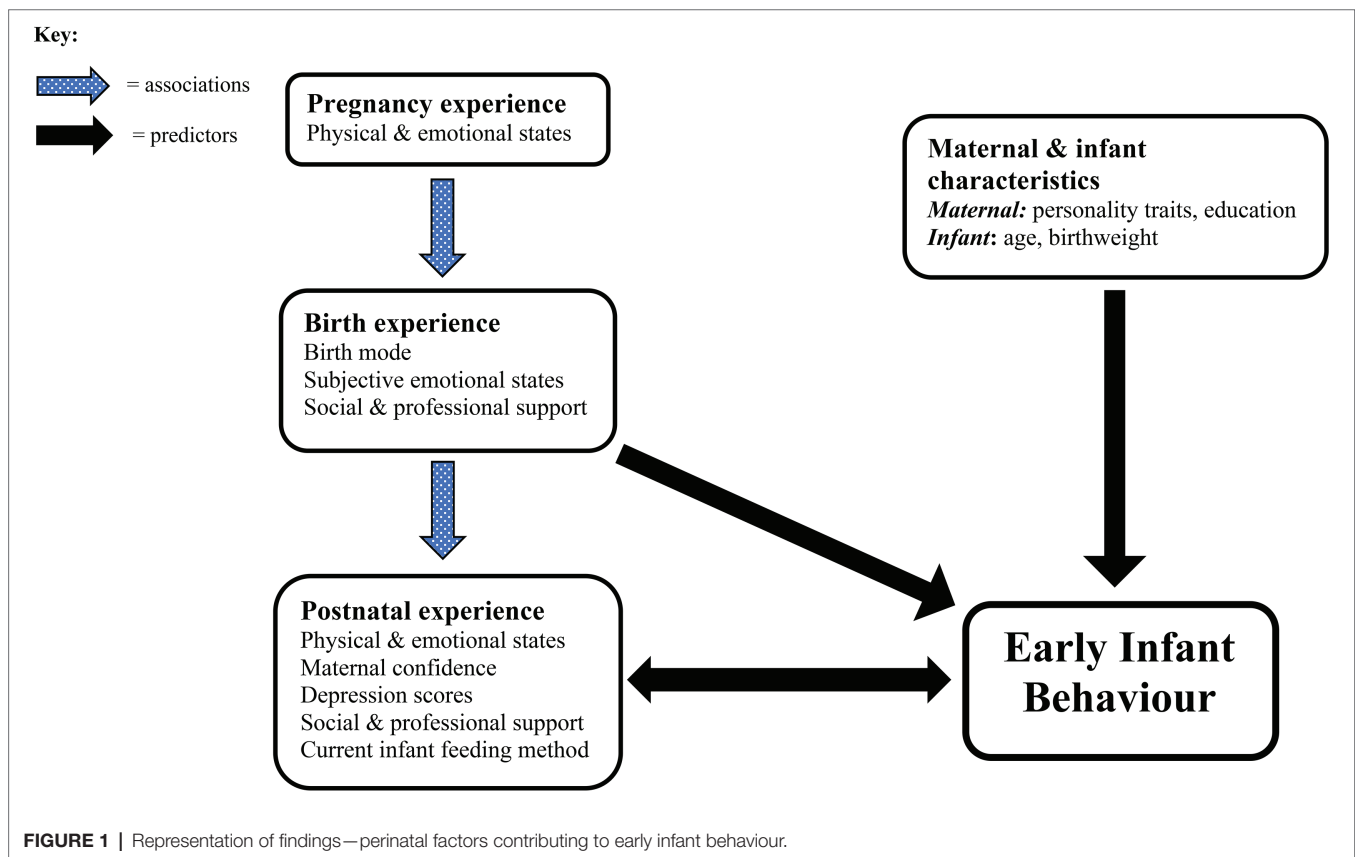 Key:
= associations
= predictors
Pregnancy experience
Physical & emotional states
Maternal & infant
characteristics
Maternal: personality traits, education
Infant: age, birthweight
Birth experience
Birth mode
Subjective emotional states
Social & professional support
Postnatal experience
Physical & emotional states
Maternal confidence
Depression scores
Social & professional support
Current infant feeding method
Early Infant
Behaviour
FIGURE 1 | Representation of findings—perinatal factors contributing to early infant behaviour.